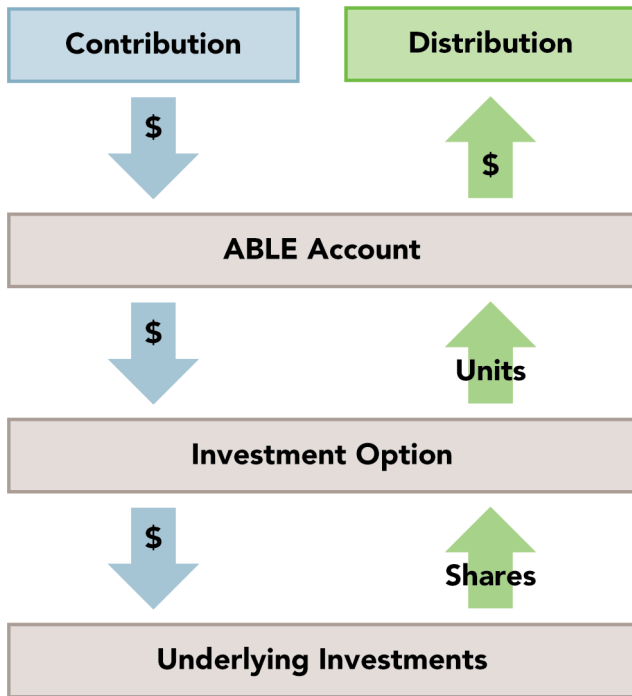 Contribution
Distribution
$
$
ABLE Account
$
Units
Investment Option
$
Shares
Underlying Investments